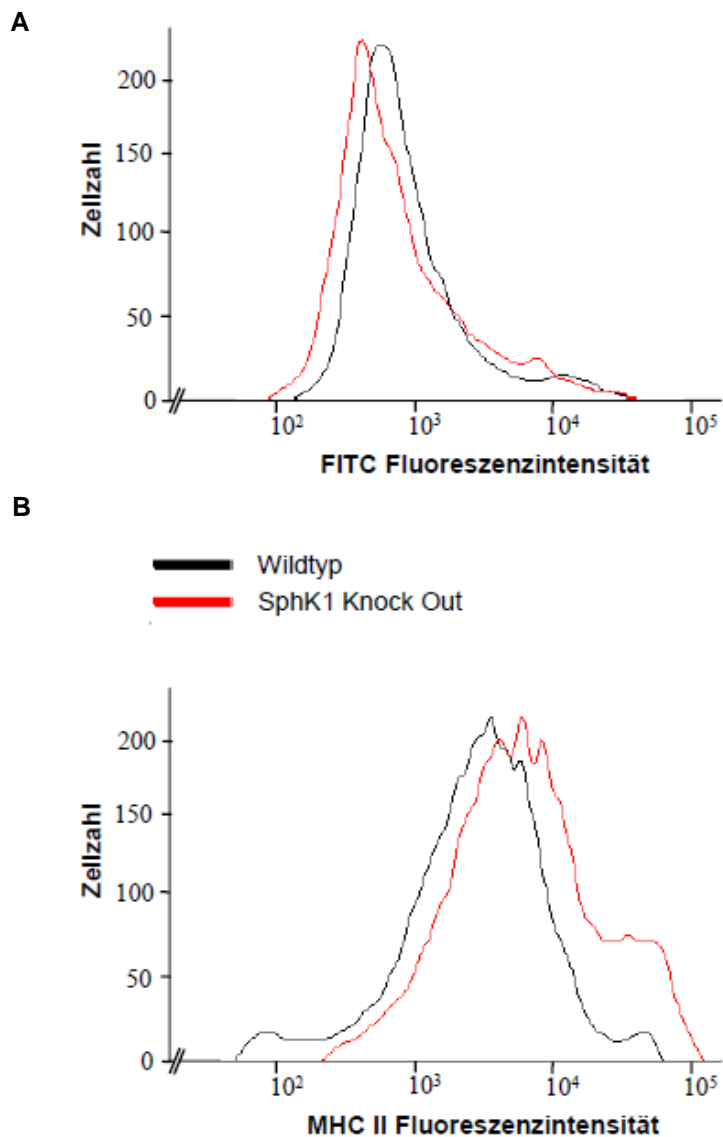 A
Zellzahl
200
150
100
50
0
10²
10³
10⁴
10⁵
FITC Fluoreszenzintensität
B
Wildtyp
SphK1 Knock Out
Zellzahl
200
150
100
50
0
10²
10³
10⁴
10⁵
MHC II Fluoreszenzintensität